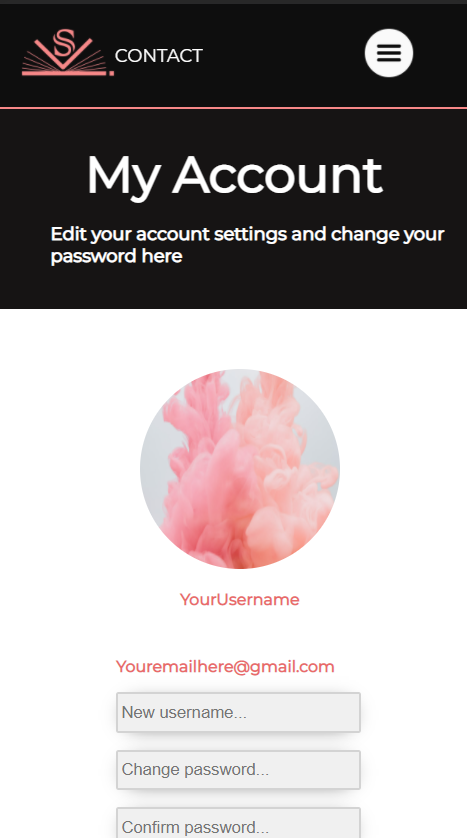 S
CONTACT
My Account
Edit your account settings and change your
password here
YourUsername
Youremailhere@gmail.com
New username...
Change password...
Confirm password...